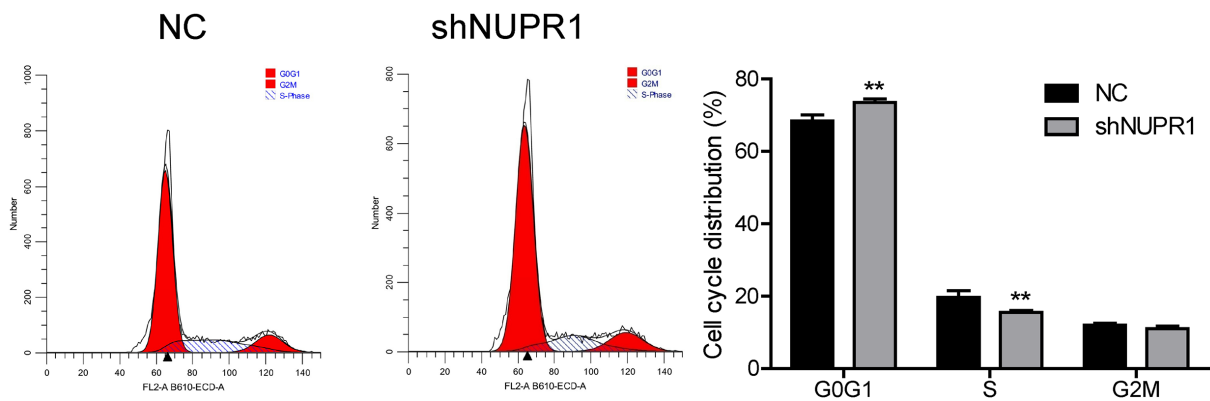 NC
G0G1
G2M
S-Phase
Number
1000
800
600
400
200
0
0 20 40 60 80 100 120 140
FL2-A B610-ECD-A
shNUPR1
G0G1
G2M
S-Phase
Number
800
600
400
200
0
0 20 40 60 80 100 120 140
FL2-A B610-ECD-A
Cell cycle distribution (%)
80
60
40
20
0
**
**
NC
shNUPR1
G0G1 S G2M